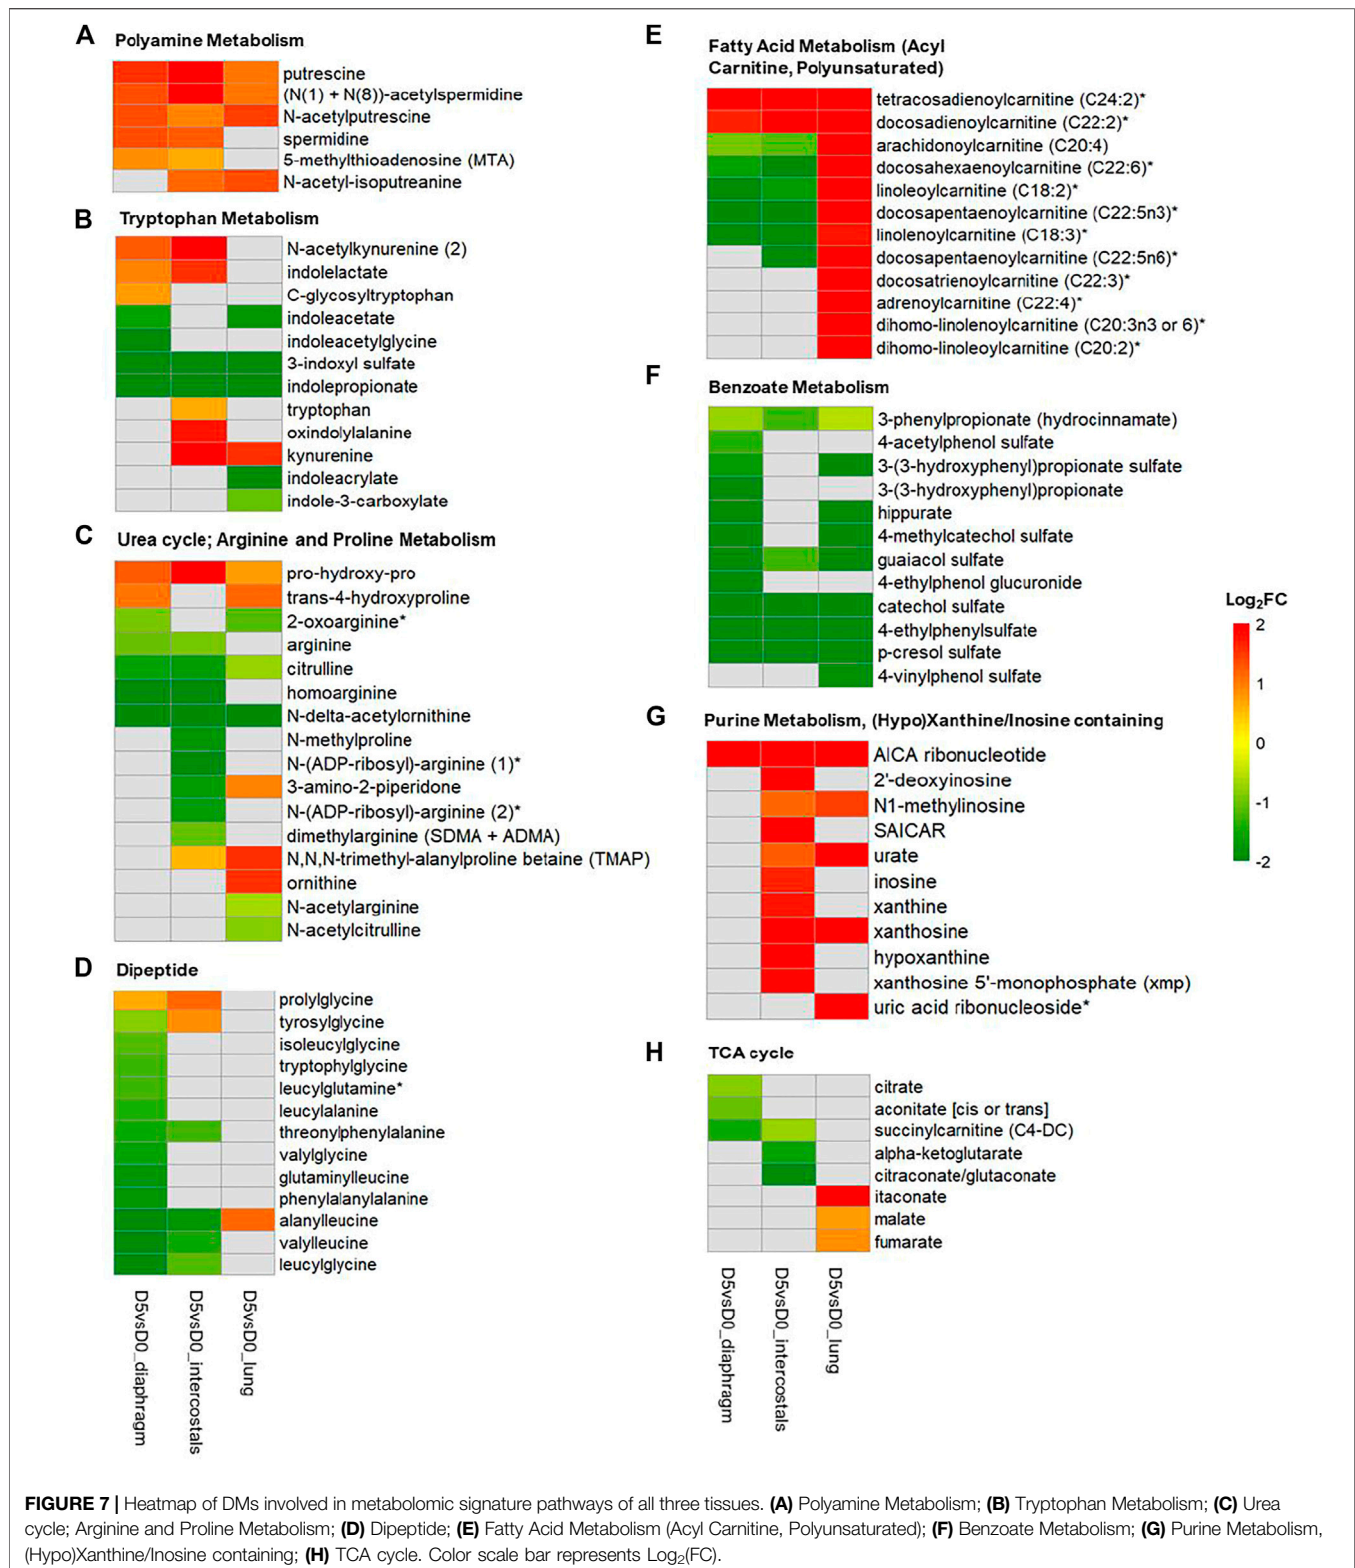 A Polyamine Metabolism
putrescine
(N(1) + N(8))-acetylspermidine
N-acetylputrescine
spermidine
5-methylthioadenosine (MTA)
N-acetyl-isoputreanine
B Tryptophan Metabolism
N-acetylkynurenine (2)
indolelactate
C-glycosyltryptophan
indoleacetate
indoleacetylglycine
3-indoxyl sulfate
indolepropionate
tryptophan
oxindolylalanine
kynurenine
indoleacrylate
indole-3-carboxylate
C Urea cycle; Arginine and Proline Metabolism
pro-hydroxy-pro
trans-4-hydroxyproline
2-oxoarginine*
arginine
citrulline
homoarginine
N-delta-acetylornithine
N-methylproline
N-(ADP-ribosyl)-arginine (1)*
3-amino-2-piperidone
N-(ADP-ribosyl)-arginine (2)*
dimethylarginine (SDMA + ADMA)
N,N,N-trimethyl-alanylproline betaine (TMAP)
ornithine
N-acetylarginine
N-acetylcitrulline
D Dipeptide
prolylglycine
tyrosylglycine
isoleucylglycine
tryptophylglycine
leucylglutamine*
leucylalanine
threonylphenylalanine
valylglycine
glutaminylleucine
phenylalanylalanine
alanylleucine
valylleucine
leucylglycine
D5vsD0_diaphragm
D5vsD0_intercostals
D5vsD0_lung
E Fatty Acid Metabolism (Acyl
Carnitine, Polyunsaturated)
tetracosadienoylcarnitine (C24:2)*
docosadienoylcarnitine (C22:2)*
arachidonoylcarnitine (C20:4)
docosahexaenoylcarnitine (C22:6)*
linoleoylcarnitine (C18:2)*
docosapentaenoylcarnitine (C22:5n3)*
linolenoylcarnitine (C18:3)*
docosapentaenoylcarnitine (C22:5n6)*
docosatrienoylcarnitine (C22:3)*
adrenoylcarnitine (C22:4)*
dihomo-linolenoylcarnitine (C20:3n3 or 6)*
dihomo-linoleoylcarnitine (C20:2)*
F Benzoate Metabolism
3-phenylpropionate (hydrocinnamate)
4-acetylphenol sulfate
3-(3-hydroxyphenyl)propionate sulfate
3-(3-hydroxyphenyl)propionate
hippurate
4-methylcatechol sulfate
guaiacol sulfate
4-ethylphenol glucuronide
catechol sulfate
4-ethylphenylsulfate
p-cresol sulfate
4-vinylphenol sulfate
G Purine Metabolism, (Hypo)Xanthine/Inosine containing
AICA ribonucleotide
2'-deoxyinosine
N1-methylinosine
SAICAR
urate
inosine
xanthine
xanthosine
hypoxanthine
xanthosine 5'-monophosphate (xmp)
uric acid ribonucleoside*
H TCA cycle
citrate
aconitate [cis or trans]
succinylcarnitine (C4-DC)
alpha-ketoglutarate
citraconate/glutaconate
itaconate
malate
fumarate
D5vsD0_diaphragm
D5vsD0_intercostals
D5vsD0_lung
Log2FC
2
1
0
-1
-2
FIGURE 7 | Heatmap of DMs involved in metabolomic signature pathways of all three tissues. (A) Polyamine Metabolism; (B) Tryptophan Metabolism; (C) Urea
cycle; Arginine and Proline Metabolism; (D) Dipeptide; (E) Fatty Acid Metabolism (Acyl Carnitine, Polyunsaturated); (F) Benzoate Metabolism; (G) Purine Metabolism,
(Hypo)Xanthine/Inosine containing; (H) TCA cycle. Color scale bar represents Log2(FC).